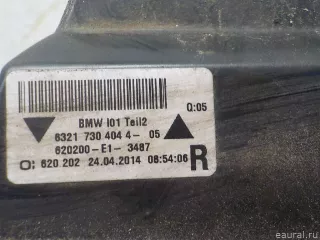 Q:05
BMW I01 Teil2
6321 730 404 4 - 05
620200-E1- 3487
O: 620 202 24.04.2014 08:54:06 R
eaural.ru